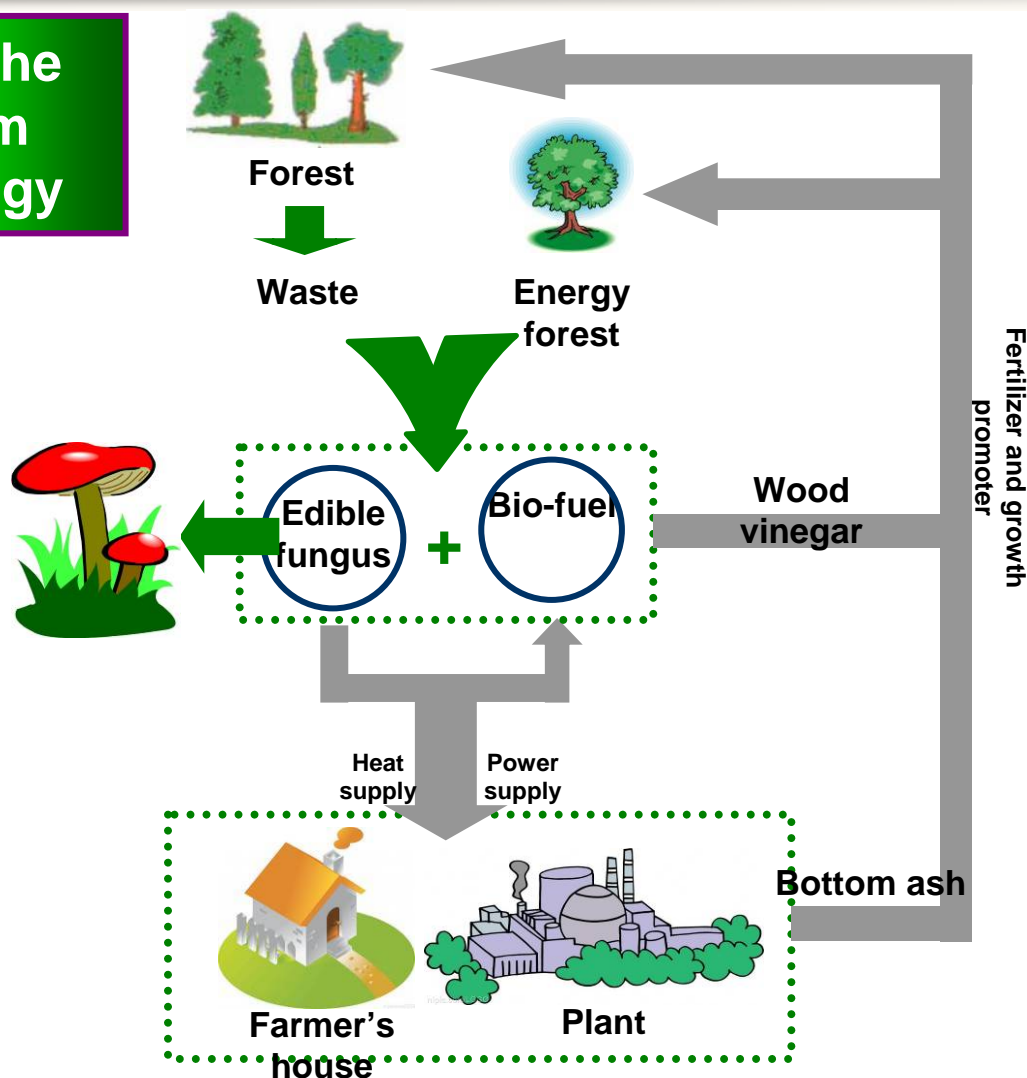 he
m
gy
Forest
Waste
Energy
forest
Edible
fungus
+
Bio-fuel
Wood
vinegar
Fertilizer and growth
promoter
Heat
supply
Power
supply
Bottom ash
Farmer's
house
Plant